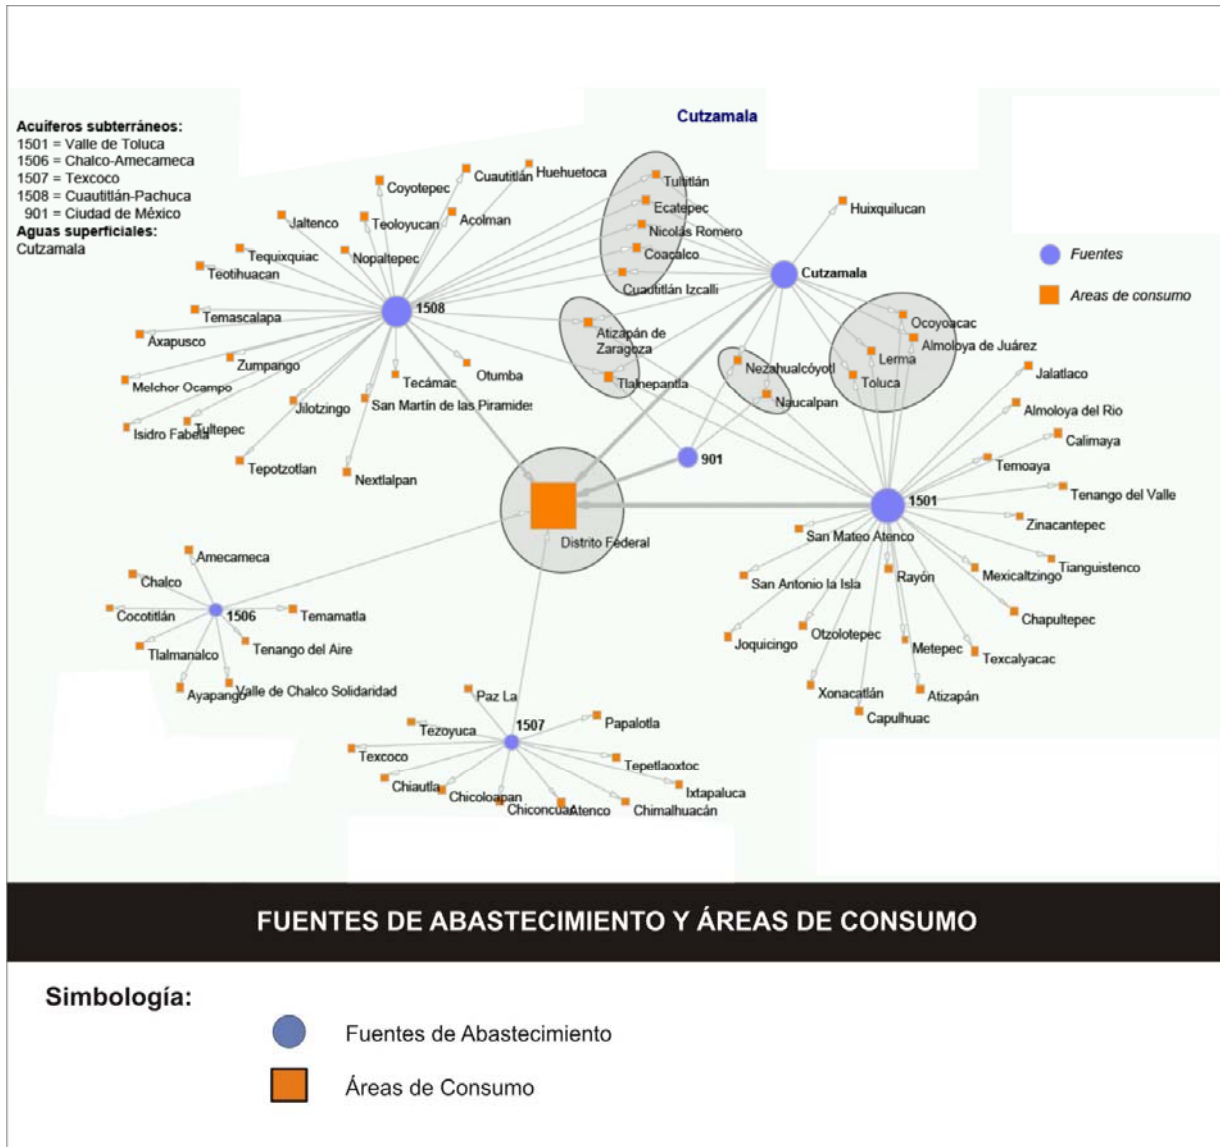 Cutzamala
Acuíferos subterráneos:
1501 = Valle de Toluca
1506 = Chalco-Amecameca
1507 = Texcoco
1508 = Cuautitlán-Pachuca
901 = Ciudad de México
Aguas superficiales:
Cutzamala
Cuautitlán
Huehuetoca
Coyotepec
Tultitlán
Ecatepec
Huixquilucan
Jaltenco
Teoloyucan
Acolman
Nicolás Romero
Tequixquiac
Nopaltepec
Coacalco
Fuentes
Teotihuacan
Cuautitlán Izcalli
Cutzamala
Areas de consumo
Temascalapa
1508
Ocoyoacac
Axapusco
Atizapán de
Zaragoza
Almoloya de Juárez
Lerma
Zumpango
Otumba
Nezahualcóyotl
Jalatlaco
Melchor Ocampo
Tecámac
Tlalnepantla
Toluca
Jilotzingo
San Martín de las Piramides
Naucalpan
Almoloya del Rio
Isidro Fabela
Tultepec
Calimaya
Tepotzotlan
Nextlalpan
901
Temoaya
Tenango del Valle
1501
Zinacantepec
Distrito Federal
San Mateo Atenco
Amecameca
Tianguistenco
Chalco
San Antonio la Isla
Rayón
Mexicaltzingo
Cocotitlán
1506
Temamatla
Chapultepec
Tlalmanalco
Tenango del Aire
Joquicingo
Otzolotepec
Metepec
Texcalyacac
Ayapango
Valle de Chalco Solidaridad
Paz La
Xonacatlán
Atizapán
Tezoyuca
1507
Papalotla
Capulhuac
Texcoco
Tepetlaoxtoc
Chiautla
Chicoloapan
Ixtapaluca
Atenco
Chimalhuacán
FUENTES DE ABASTECIMIENTO Y ÁREAS DE CONSUMO
Simbología:
Fuentes de Abastecimiento
Áreas de Consumo